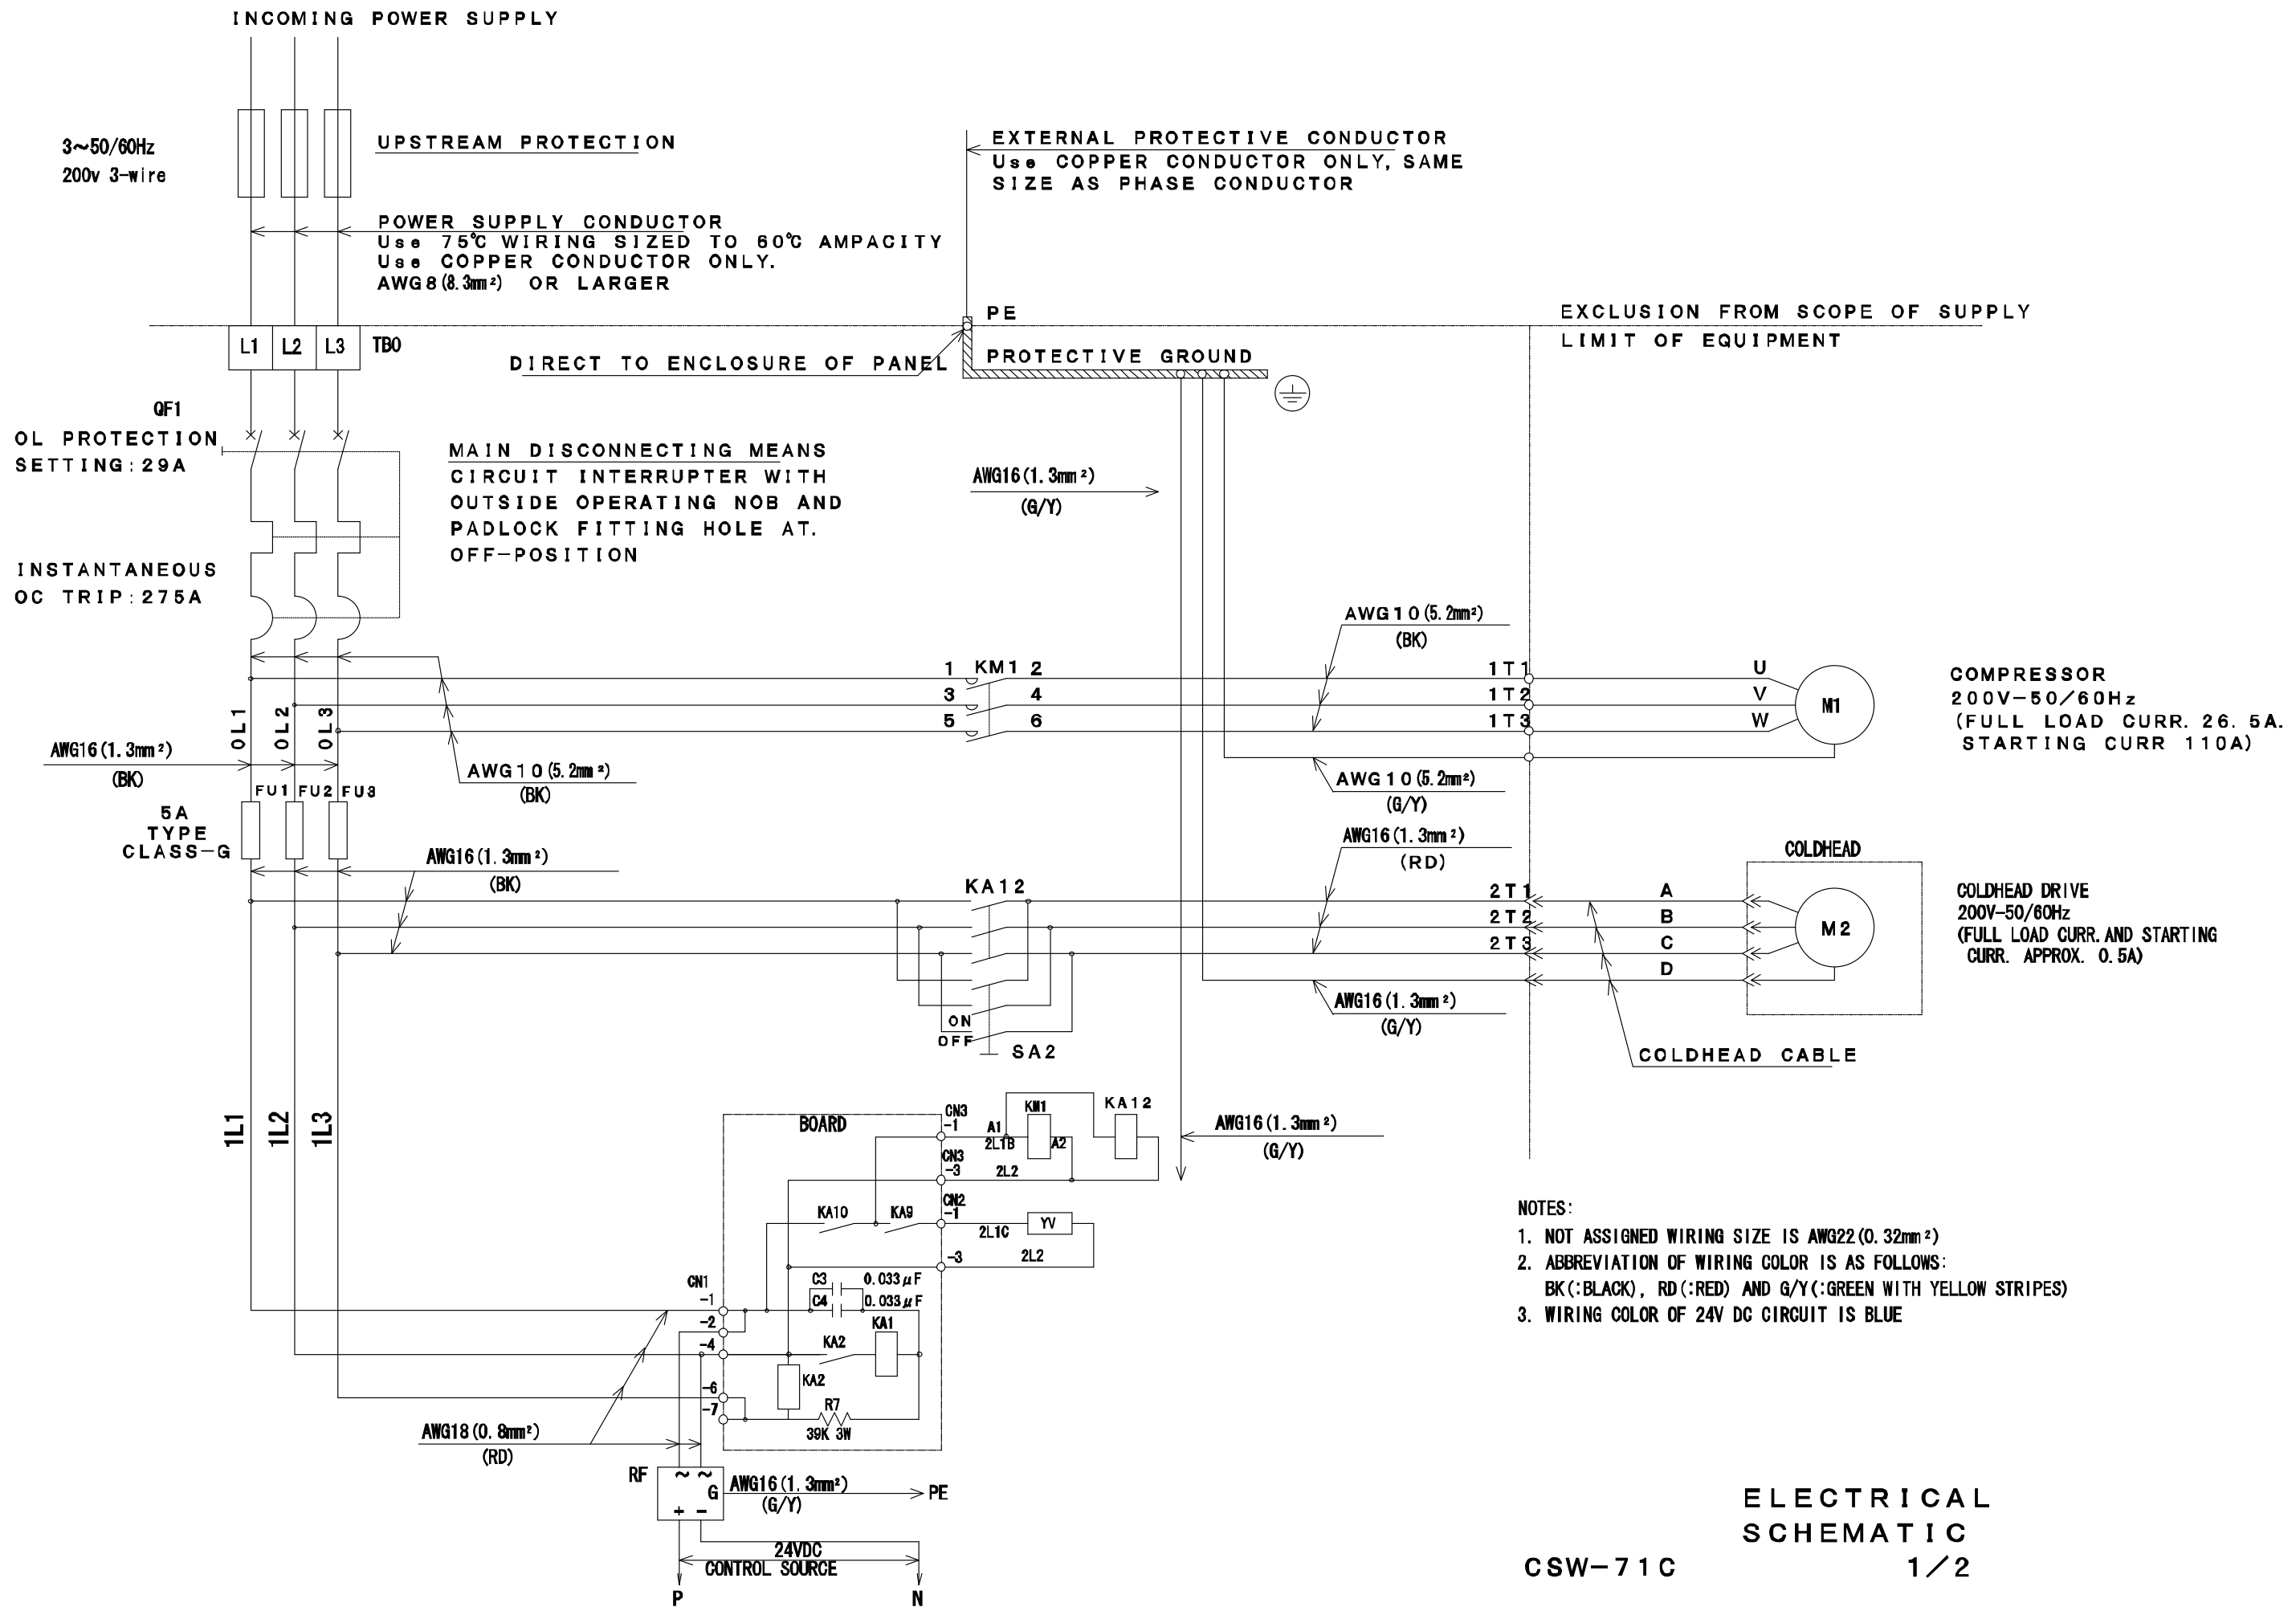 INCOMING POWER SUPPLY
3~50/60Hz
200v 3-wire
UPSTREAM PROTECTION
EXTERNAL PROTECTIVE CONDUCTOR
Use COPPER CONDUCTOR ONLY, SAME
SIZE AS PHASE CONDUCTOR
POWER SUPPLY CONDUCTOR
Use 75℃ WIRING SIZED TO 60℃ AMPACITY
Use COPPER CONDUCTOR ONLY.
AWG8(8.3mm²) OR LARGER
PE
EXCLUSION FROM SCOPE OF SUPPLY
LIMIT OF EQUIPMENT
L1 L2 L3 TB0
DIRECT TO ENCLOSURE OF PANEL
PROTECTIVE GROUND
QF1
OL PROTECTION
SETTING:29A
MAIN DISCONNECTING MEANS
CIRCUIT INTERRUPTER WITH
OUTSIDE OPERATING NOB AND
PADLOCK FITTING HOLE AT.
OFF-POSITION
AWG16(1.3mm²)
(G/Y)
INSTANTANEOUS
OC TRIP:275A
AWG10(5.2mm²)
(BK)
1 KM1 2
3 4
5 6
1T1
1T2
1T3
U
V
W
M1
COMPRESSOR
200V-50/60Hz
(FULL LOAD CURR. 26.5A.
STARTING CURR 110A)
0L1
0L2
0L3
AWG16(1.3mm²)
(BK)
AWG10(5.2mm²)
(BK)
AWG10(5.2mm²)
(G/Y)
FU1 FU2 FU3
5A
TYPE
CLASS-G
AWG16(1.3mm²)
(BK)
AWG16(1.3mm²)
(RD)
COLDHEAD
KA12
2T1
2T2
2T3
A
B
C
D
M2
COLDHEAD DRIVE
200V-50/60Hz
(FULL LOAD CURR.AND STARTING
CURR. APPROX. 0.5A)
ON
OFF
SA2
AWG16(1.3mm²)
(G/Y)
COLDHEAD CABLE
1L1
1L2
1L3
BOARD
CN3
-1
A1
2L1B
KM1
A2
KA12
CN3
-3
2L2
AWG16(1.3mm²)
(G/Y)
KA10
KA9
CN2
-1
2L1C
YV
-3
2L2
NOTES:
1. NOT ASSIGNED WIRING SIZE IS AWG22(0.32mm²)
2. ABBREVIATION OF WIRING COLOR IS AS FOLLOWS:
BK(:BLACK), RD(:RED) AND G/Y(:GREEN WITH YELLOW STRIPES)
3. WIRING COLOR OF 24V DC CIRCUIT IS BLUE
CN1
-1
-2
-4
-6
-7
C3 0.033μF
C4 0.033μF
KA1
KA2
KA2
R7
39K 3W
AWG18(0.8mm²)
(RD)
RF
~ ~
G
+ −
AWG16(1.3mm²)
(G/Y)
PE
24VDC
CONTROL SOURCE
P
N
ELECTRICAL
SCHEMATIC
CSW-71C
1/2